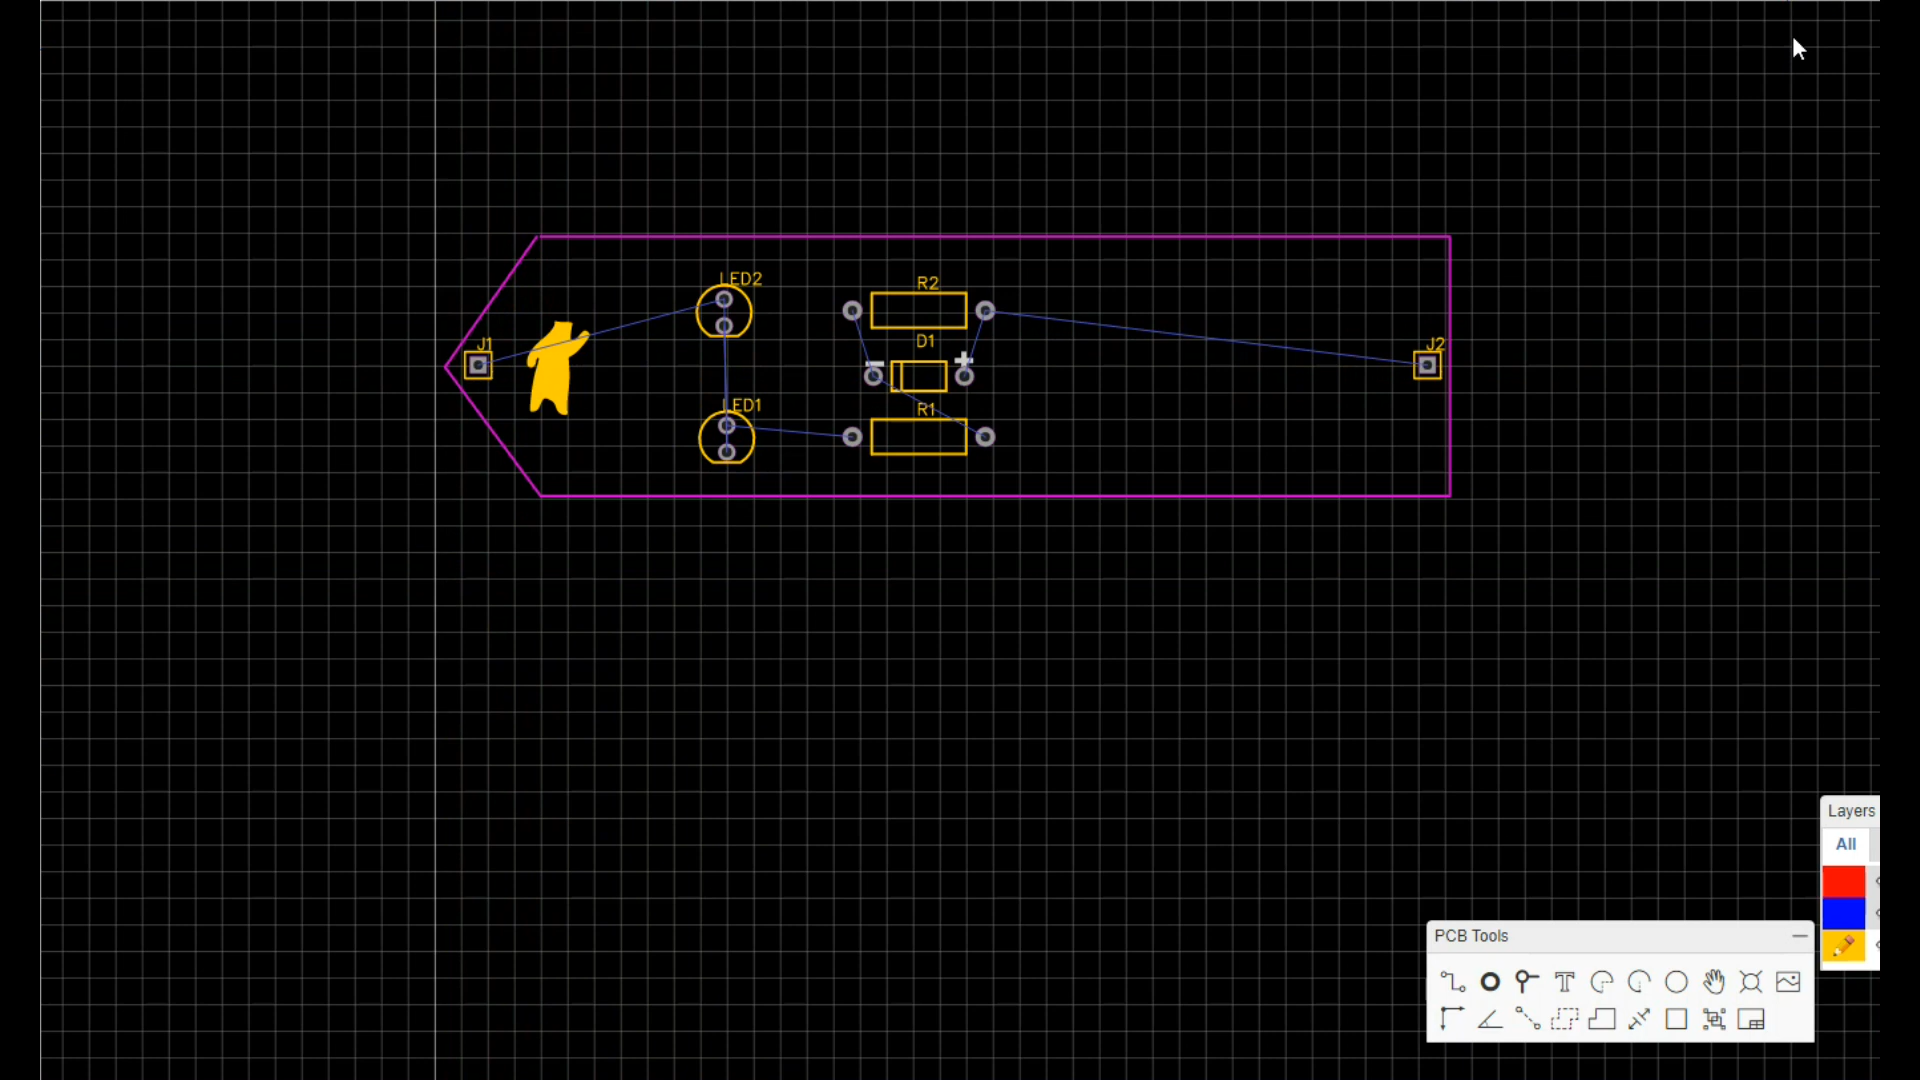 LED2
R2
D1
J1
J2
LED1
R1
Layers
All
PCB Tools